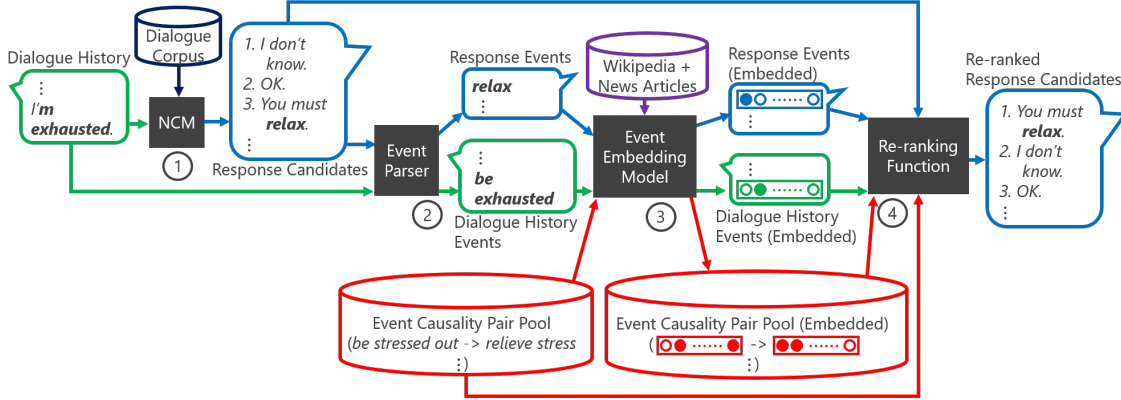 Dialogue
Corpus
Dialogue History
⋮
I'm
exhausted.
NCM
1
1. I don't
know.
2. OK.
3. You must
relax.
⋮
Response Candidates
Event
Parser
2
Response Events
relax
⋮
⋮
be
exhausted
Dialogue History
Events
Wikipedia +
News Articles
Event
Embedding
Model
3
Response Events
(Embedded)
......
⋮
......
Dialogue History
Events (Embedded)
Re-ranking
Function
4
Re-ranked
Response Candidates
1. You must
relax.
2. I don't
know.
3. OK.
⋮
Event Causality Pair Pool
(be stressed out -> relieve stress
⋮)
Event Causality Pair Pool (Embedded)
( ...... -> ......
⋮)